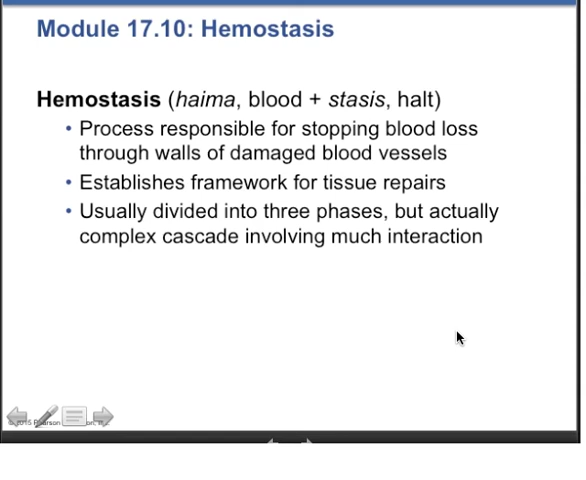 Module 17.10: Hemostasis
Hemostasis (haima, blood + stasis, halt)
• Process responsible for stopping blood loss
through walls of damaged blood vessels
• Establishes framework for tissue repairs
• Usually divided into three phases, but actually
complex cascade involving much interaction